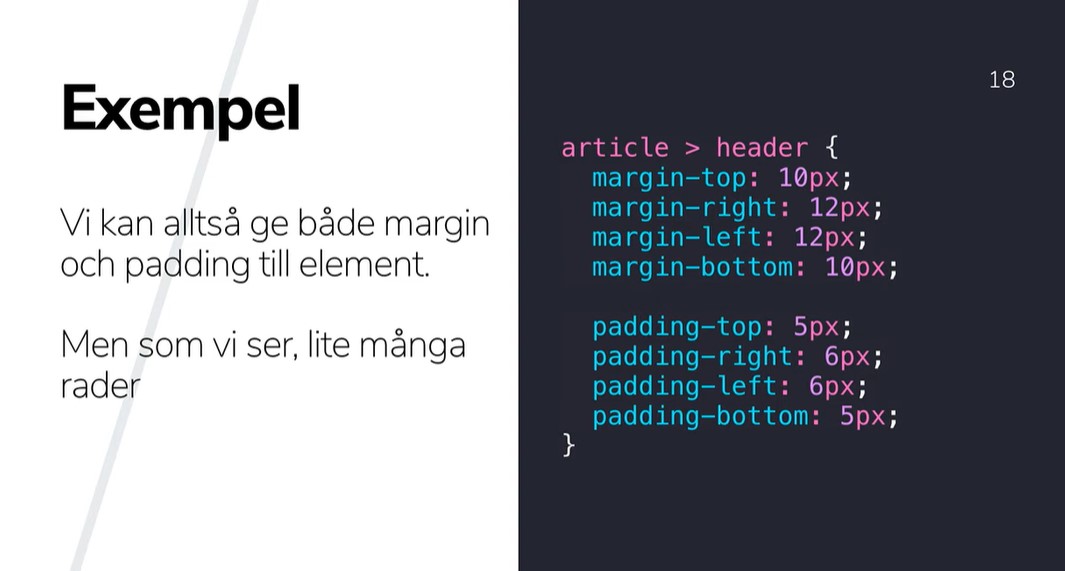 Exempel
Vi kan alltså ge både margin
och padding till element.
Men som vi ser, lite många
rader
18
article > header {
  margin-top: 10px;
  margin-right: 12px;
  margin-left: 12px;
  margin-bottom: 10px;
  padding-top: 5px;
  padding-right: 6px;
  padding-left: 6px;
  padding-bottom: 5px;
}